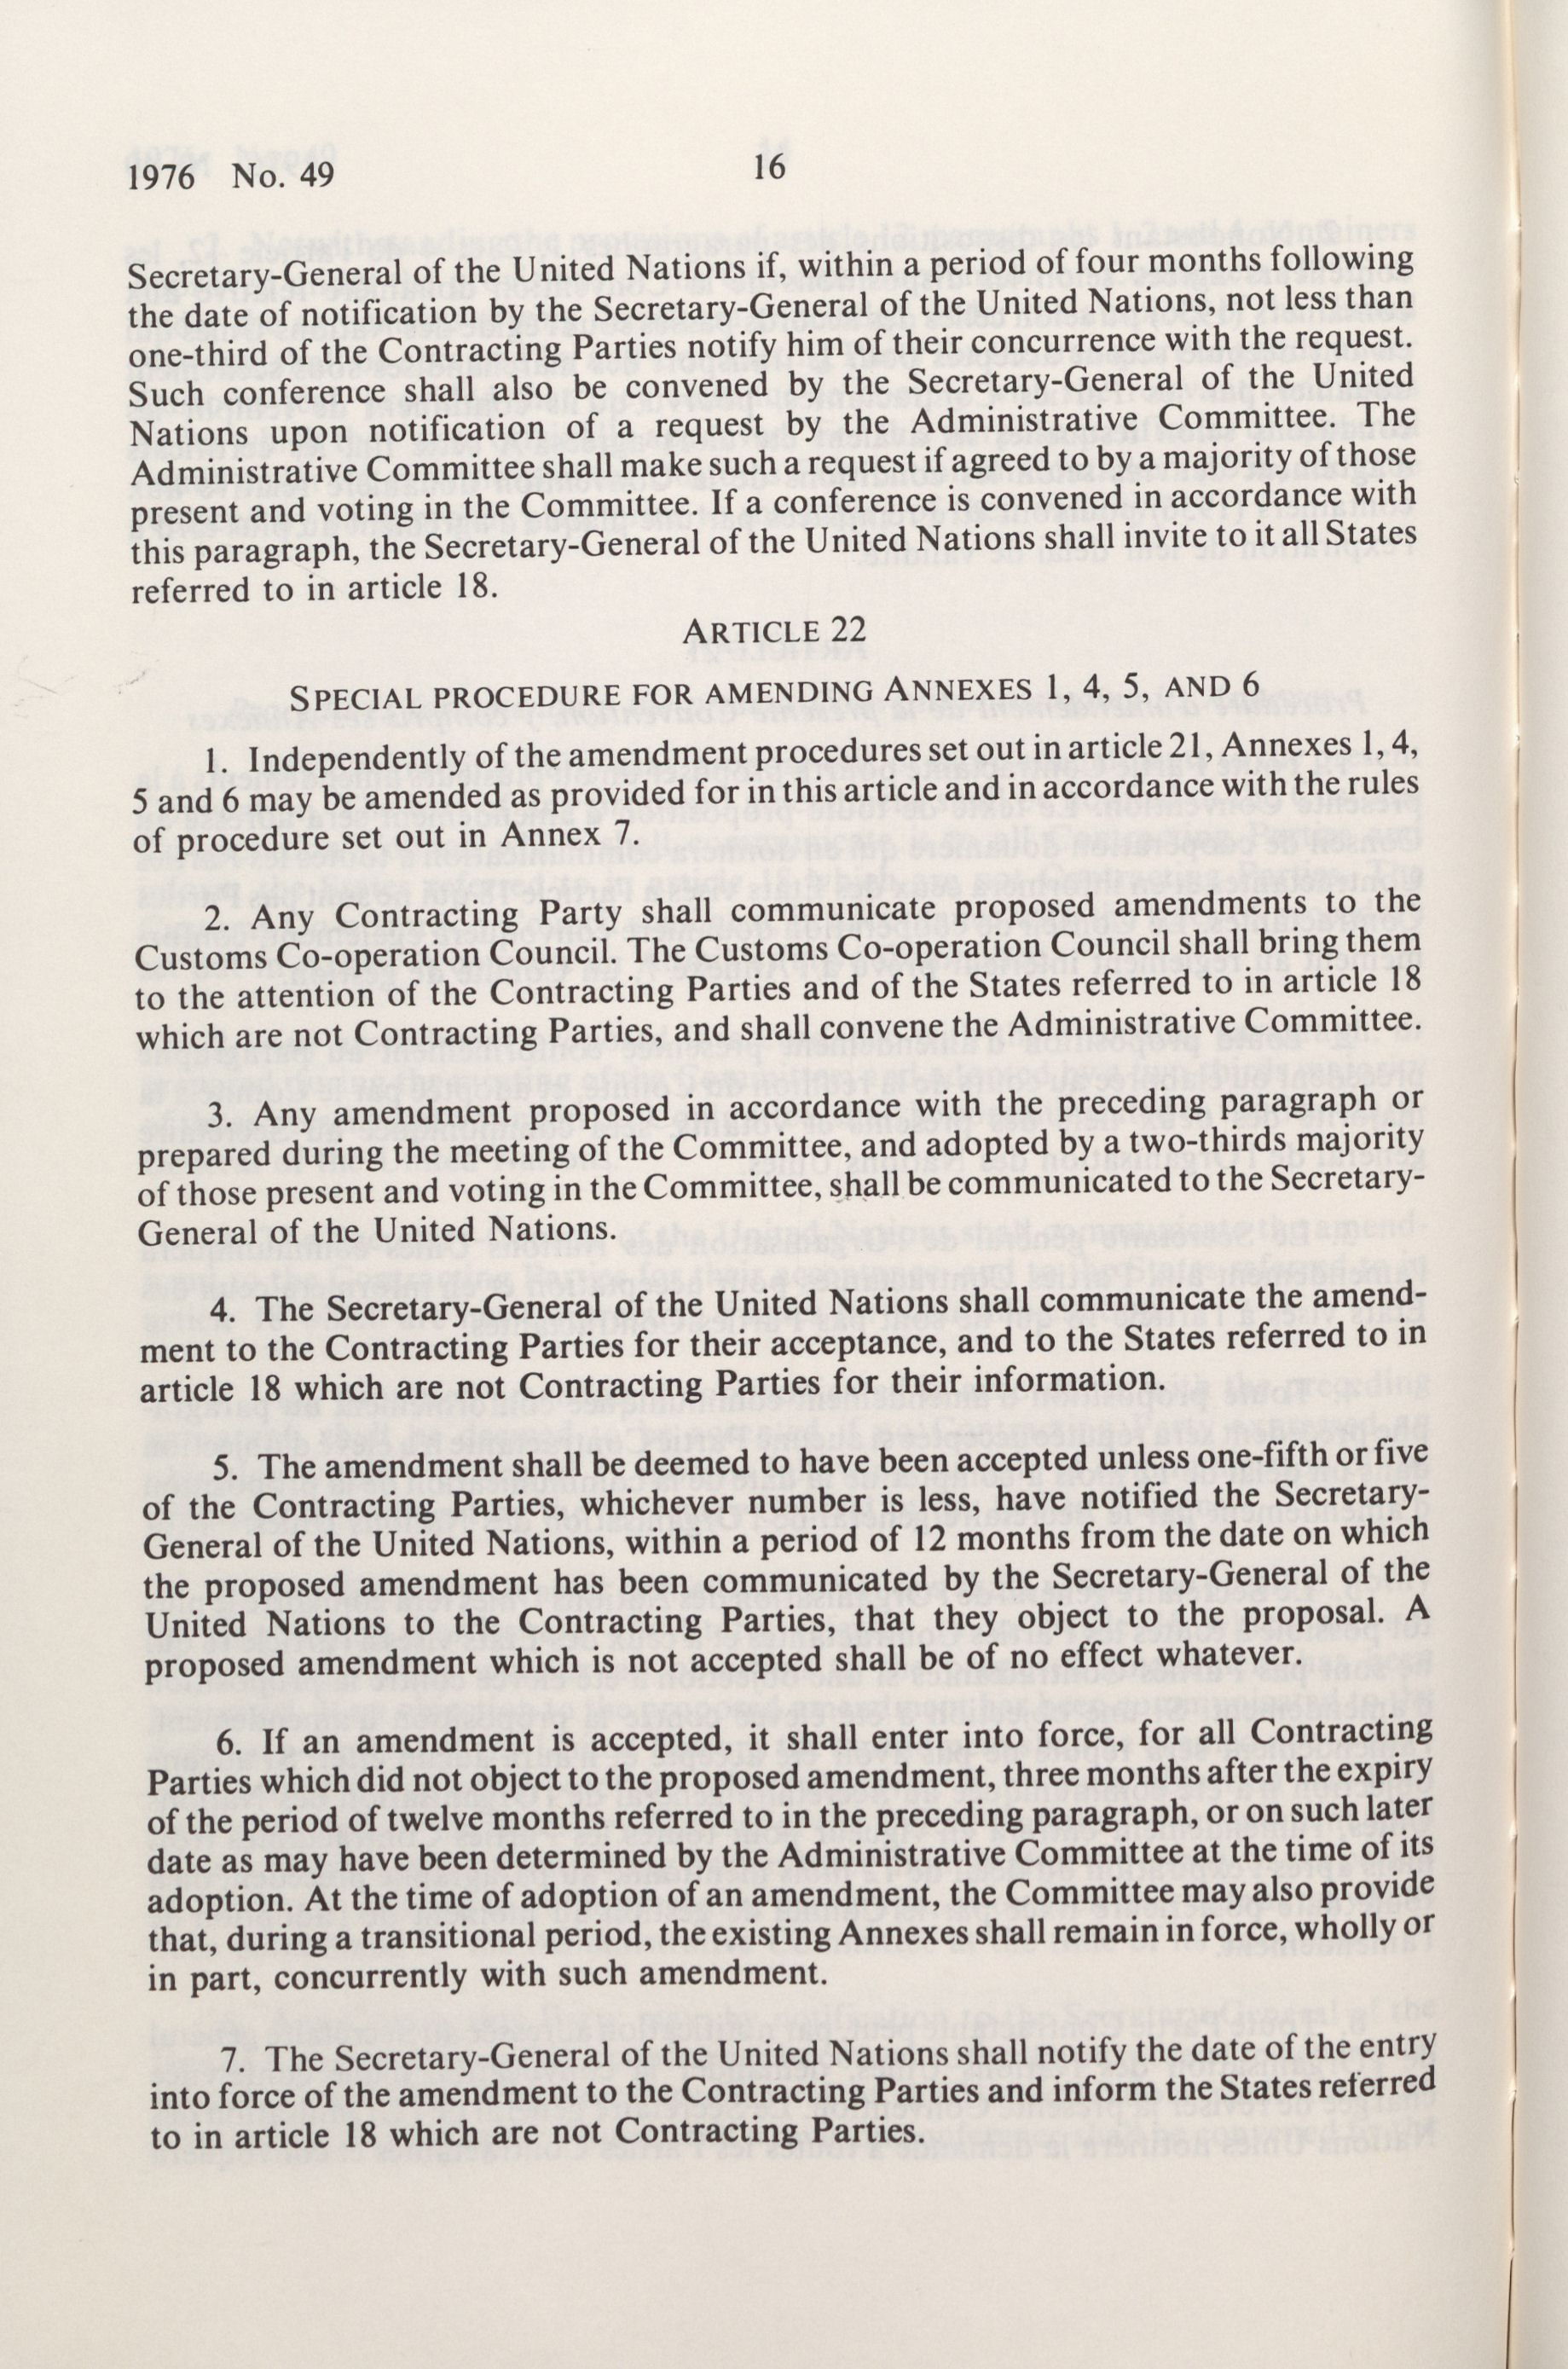 1976 No. 49
16
Secretary-General of the United Nations if, within a period of four months following
the date of notification by the Secretary-General of the United Nations, not less than
one-third of the Contracting Parties notify him of their concurrence with the request.
Such conference shall also be convened by the Secretary-General of the United
Nations upon notification of a request by the Administrative Committee. The
Administrative Committee shall make such a request if agreed to by a majority of those
present and voting in the Committee. If a conference is convened in accordance with
this paragraph, the Secretary-General of the United Nations shall invite to it all States
referred to in article 18.
ARTICLE 22
SPECIAL PROCEDURE FOR AMENDING ANNEXES 1, 4, 5, AND 6
1. Independently of the amendment procedures set out in article 21, Annexes 1, 4,
5 and 6 may be amended as provided for in this article and in accordance with the rules
of procedure set out in Annex 7.
2. Any Contracting Party shall communicate proposed amendments to the
Customs Co-operation Council. The Customs Co-operation Council shall bring them
to the attention of the Contracting Parties and of the States referred to in article 18
which are not Contracting Parties, and shall convene the Administrative Committee.
3. Any amendment proposed in accordance with the preceding paragraph or
prepared during the meeting of the Committee, and adopted by a two-thirds majority
of those present and voting in the Committee, shall be communicated to the Secretary-
General of the United Nations.
4. The Secretary-General of the United Nations shall communicate the amend-
ment to the Contracting Parties for their acceptance, and to the States referred to in
article 18 which are not Contracting Parties for their information.
5. The amendment shall be deemed to have been accepted unless one-fifth or five
of the Contracting Parties, whichever number is less, have notified the Secretary-
General of the United Nations, within a period of 12 months from the date on which
the proposed amendment has been communicated by the Secretary-General of the
United Nations to the Contracting Parties, that they object to the proposal. A
proposed amendment which is not accepted shall be of no effect whatever.
6. If an amendment is accepted, it shall enter into force, for all Contracting
Parties which did not object to the proposed amendment, three months after the expiry
of the period of twelve months referred to in the preceding paragraph, or on such later
date as may have been determined by the Administrative Committee at the time of its
adoption. At the time of adoption of an amendment, the Committee may also provide
that, during a transitional period, the existing Annexes shall remain in force, wholly or
in part, concurrently with such amendment.
7. The Secretary-General of the United Nations shall notify the date of the entry
into force of the amendment to the Contracting Parties and inform the States referred
to in article 18 which are not Contracting Parties.